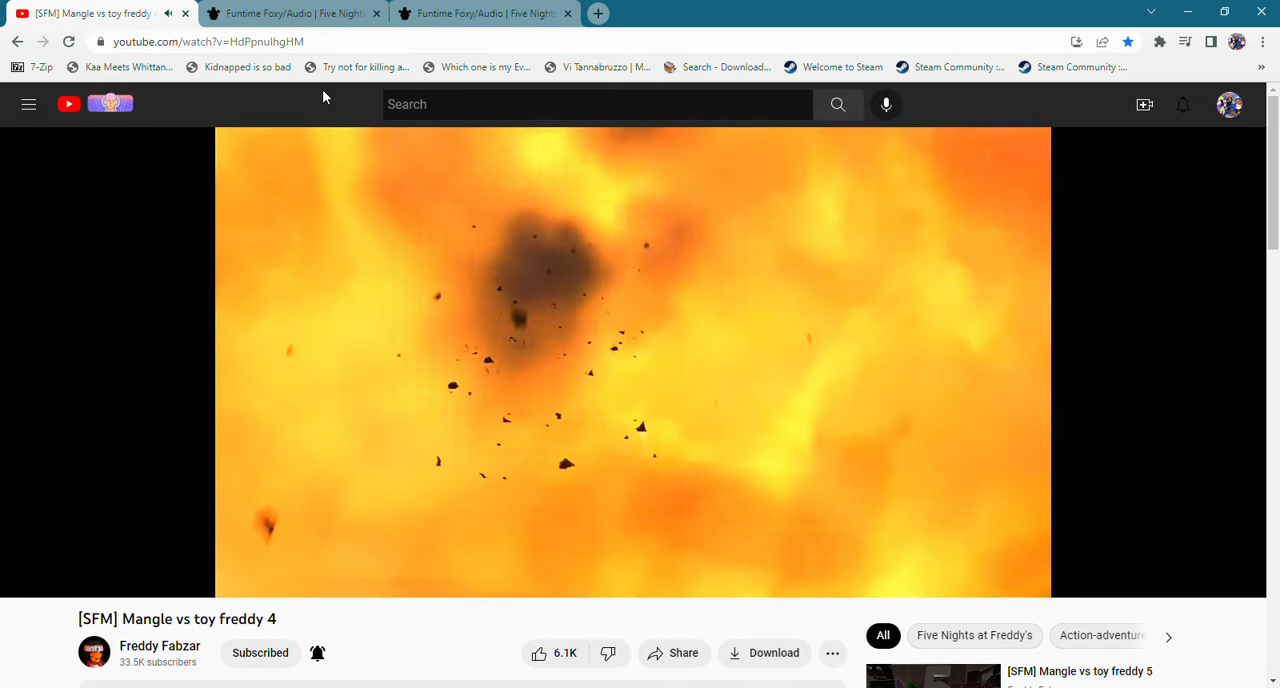 [SFM] Mangle vs toy freddy
Funtime Foxy/Audio | Five Nights
Funtime Foxy/Audio | Five Nights
youtube.com/watch?v=HdPpnuIhgHM
7-Zip
Kaa Meets Whittan...
Kidnapped is so bad
Try not for killing a...
Which one is my Ev...
Vi Tannabruzzo | M...
Search - Download...
Welcome to Steam
Steam Community :...
Steam Community :...
»
Search
[SFM] Mangle vs toy freddy 4
Freddy Fabzar
33.5K subscribers
Subscribed
6.1K
Share
Download
All
Five Nights at Freddy's
Action-adventure
[SFM] Mangle vs toy freddy 5